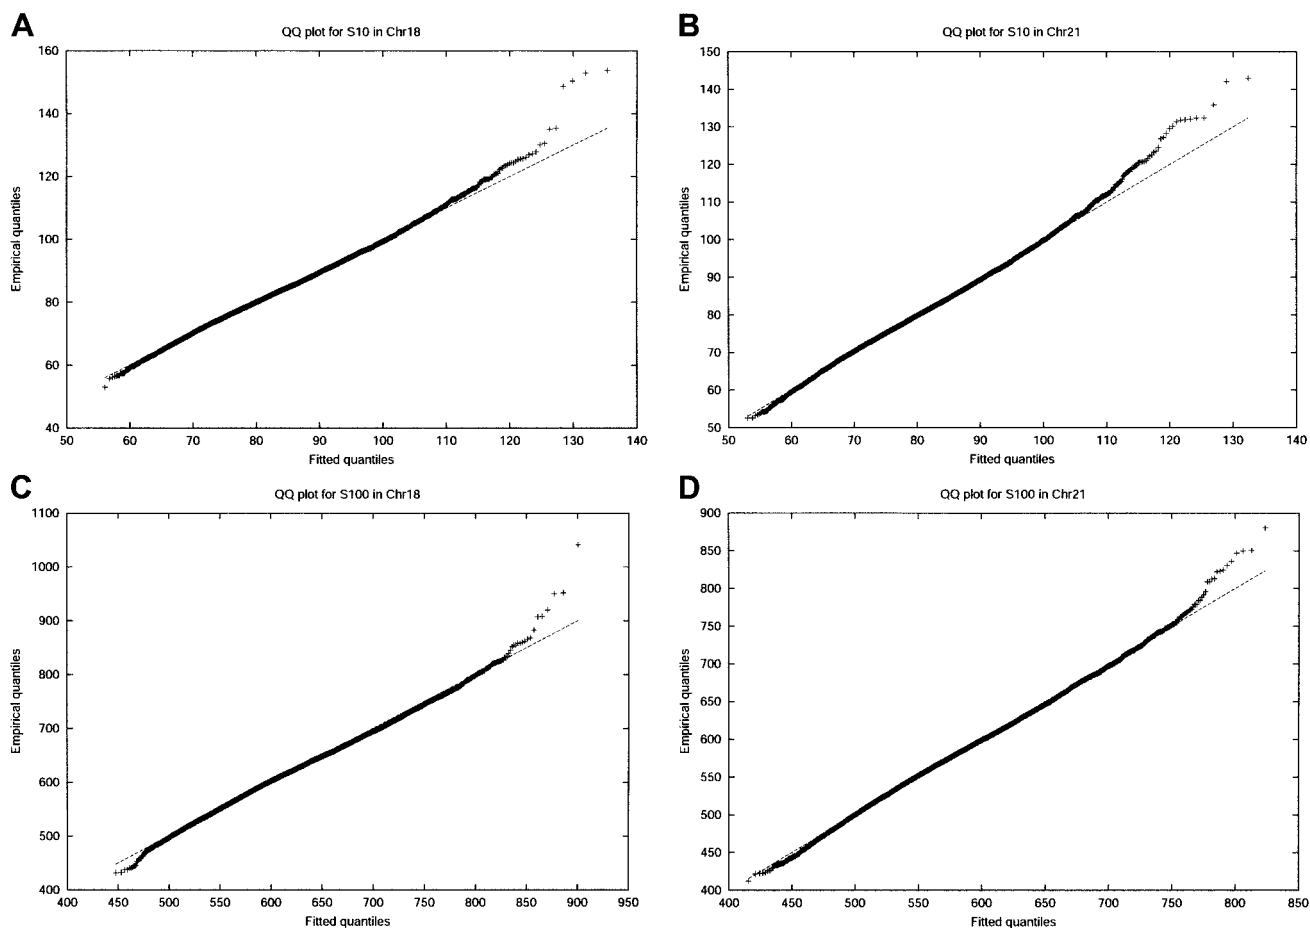 A
QQ plot for S10 in Chr18
160
140
120
100
80
60
40
50 60 70 80 90 100 110 120 130 140
Empirical quantiles
Fitted quantiles
B
QQ plot for S10 in Chr21
150
140
130
120
110
100
90
80
70
60
50
50 60 70 80 90 100 110 120 130 140
Empirical quantiles
Fitted quantiles
C
QQ plot for S100 in Chr18
1100
1000
900
800
700
600
500
400
400 450 500 550 600 650 700 750 800 850 900 950
Empirical quantiles
Fitted quantiles
D
QQ plot for S100 in Chr21
900
850
800
750
700
650
600
550
500
450
400
400 450 500 550 600 650 700 750 800 850
Empirical quantiles
Fitted quantiles